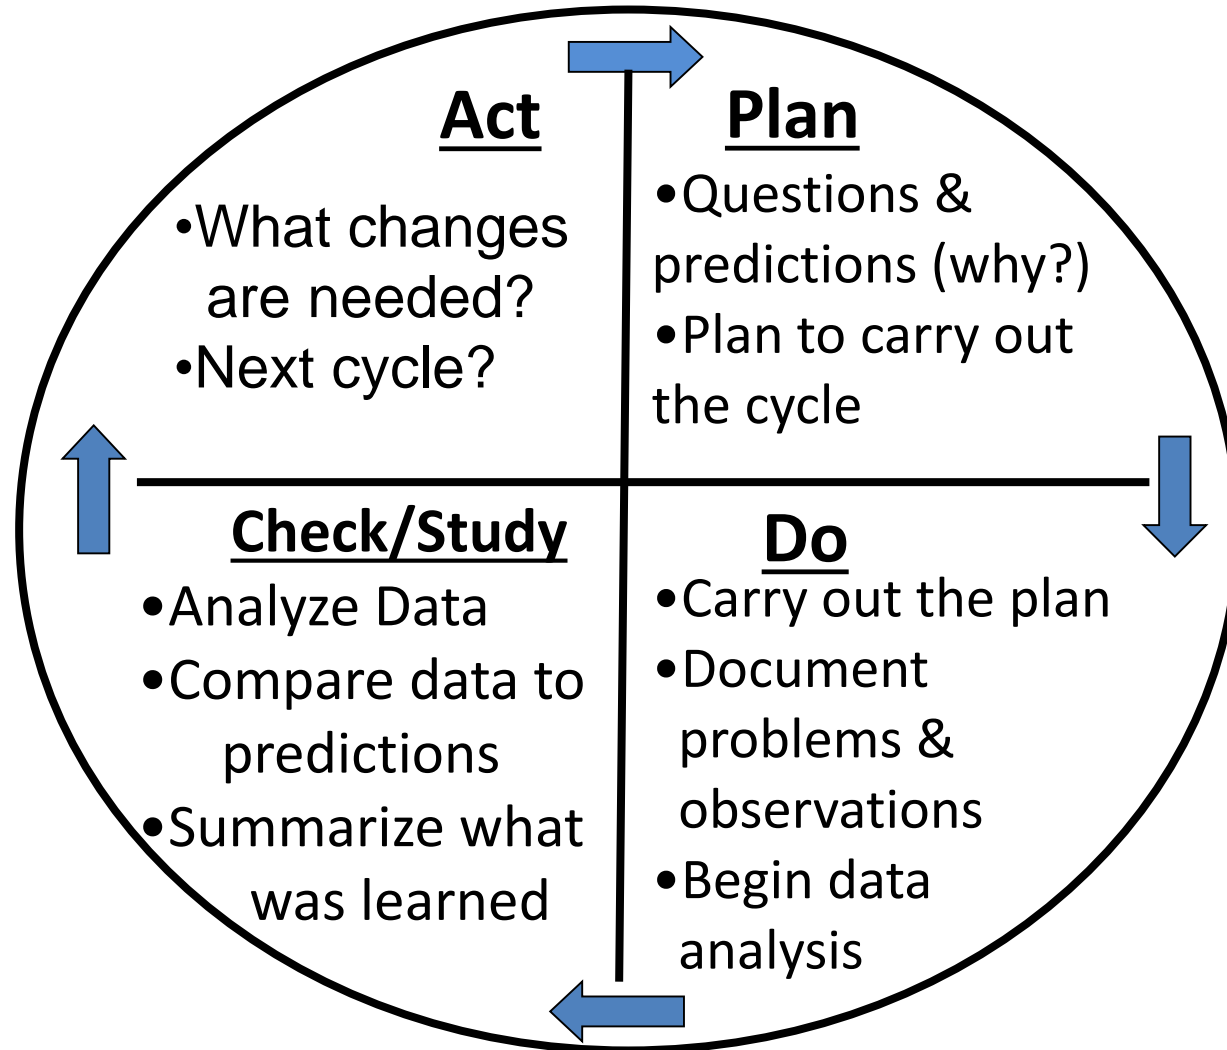 Act
•What changes
are needed?
•Next cycle?
Plan
•Questions &
predictions (why?)
•Plan to carry out
the cycle
Check/Study
•Analyze Data
•Compare data to
predictions
•Summarize what
was learned
Do
•Carry out the plan
•Document
problems &
observations
•Begin data
analysis